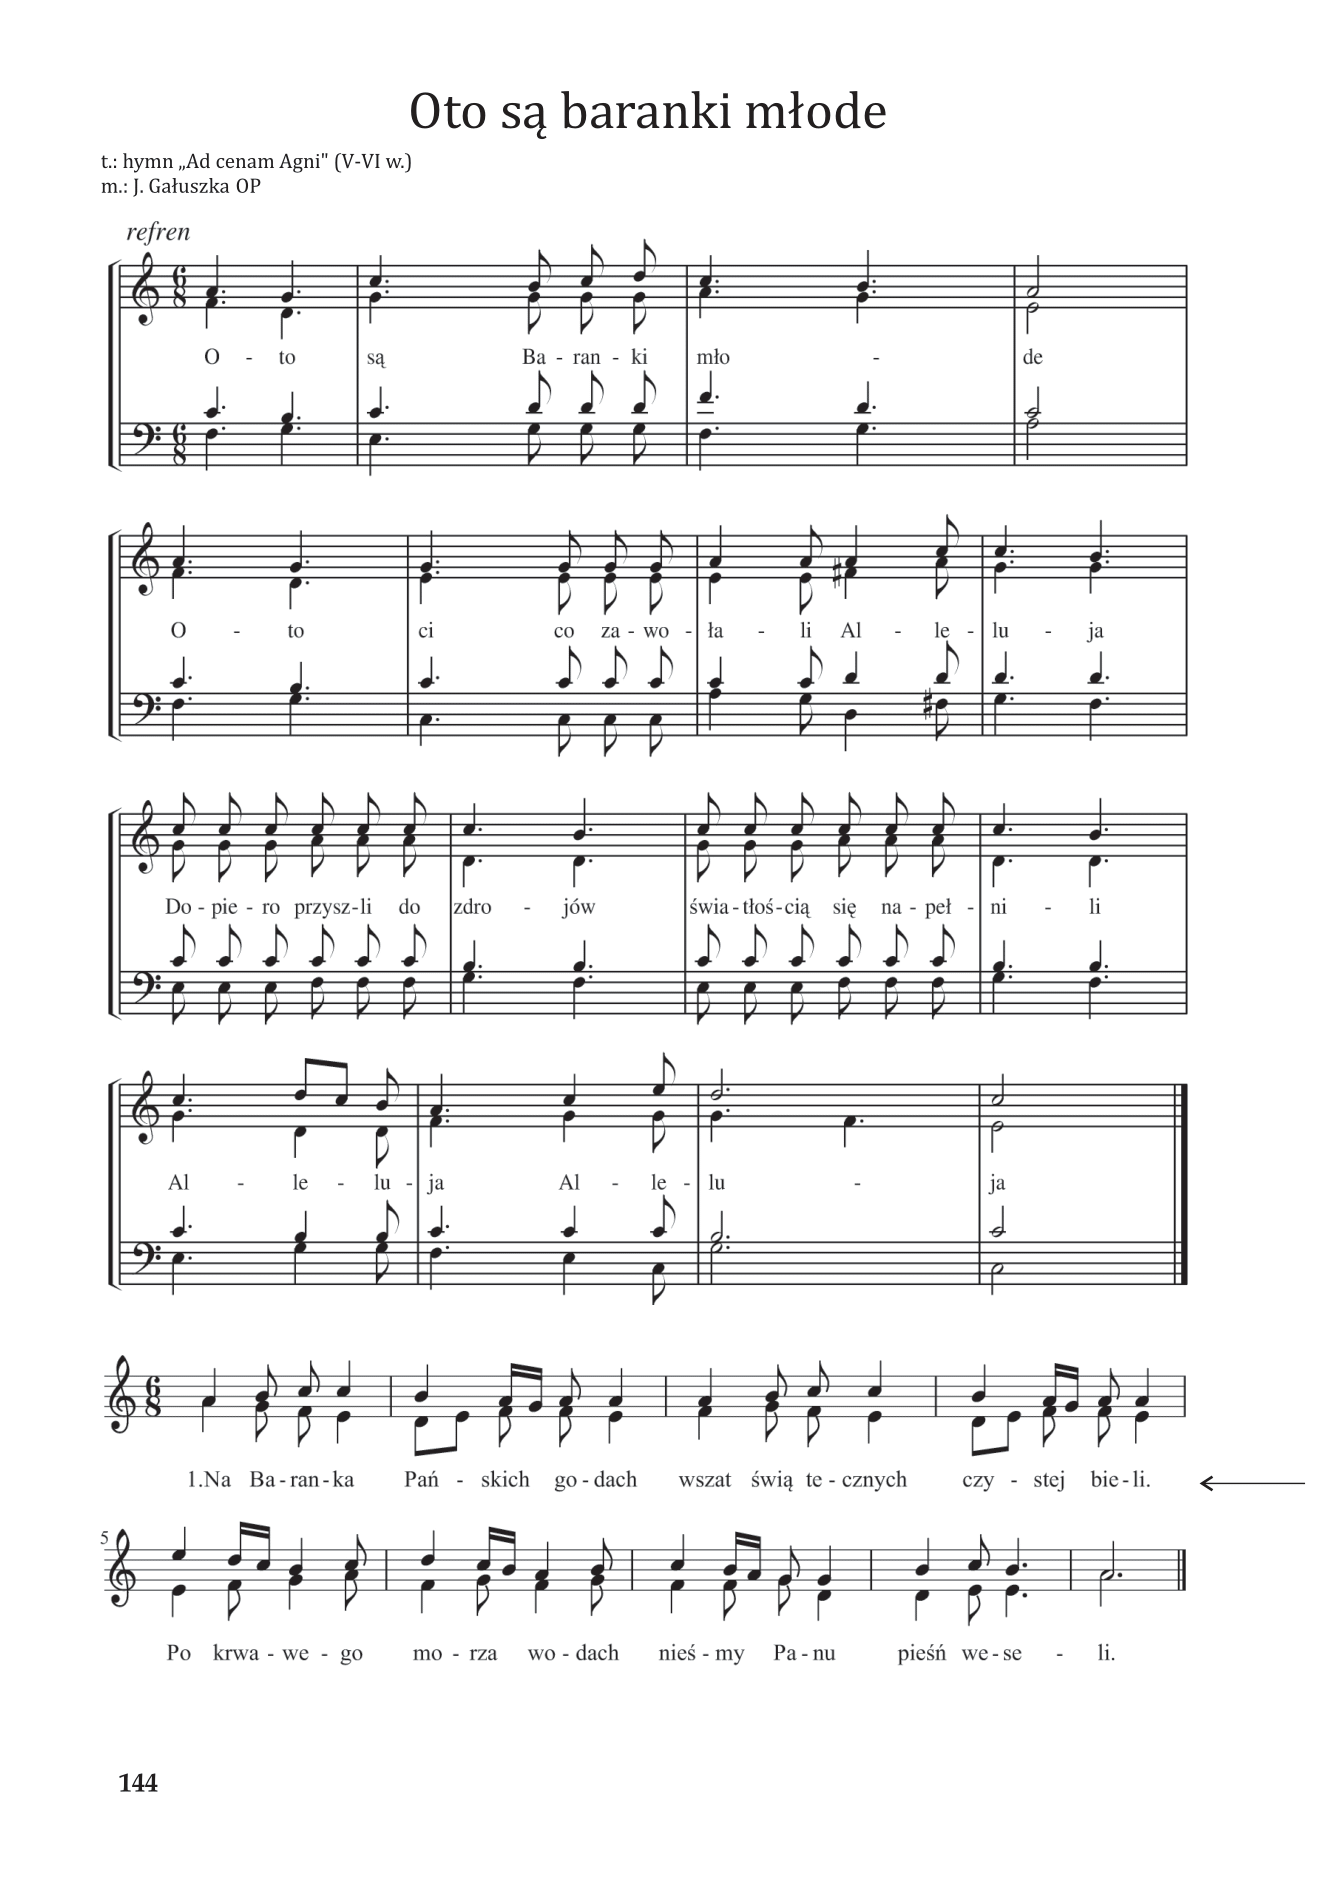 Oto są baranki młode
t.: hymn „Ad cenam Agni" (V-VI w.)
m.: J. Gałuszka OP
refren
O - to są Ba - ran - ki mło - de
O - to ci co za - wo - ła - li Al - le - lu - ja
Do - pie - ro przysz - li do zdro - jów świa - tłoś - cią się na - peł - ni - li
Al - le - lu - ja Al - le - lu - ja
1.Na Ba - ran - ka Pań - skich go - dach wszat świą te - cznych czy - stej bie - li.
5
Po krwa - we - go mo - rza wo - dach nieś - my Pa - nu pieśń we - se - li.
144